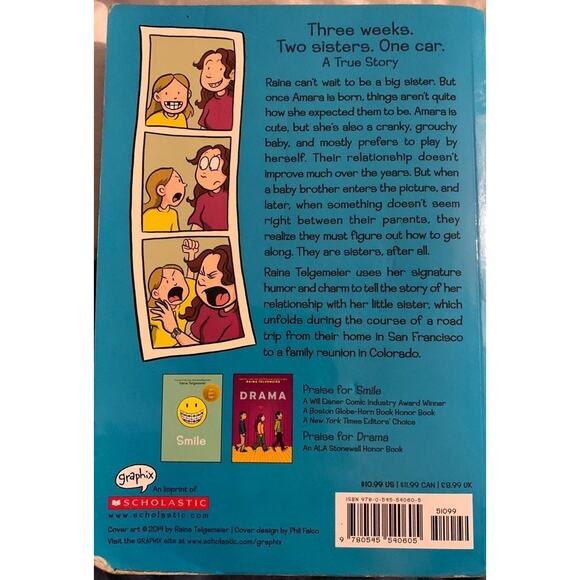 Three weeks.
Two sisters. One car.
A True Story
Raina can't wait to be a big sister. But
once Amara is born, things aren't quite
how she expected them to be. Amara is
cute, but she's also a cranky, grouchy
baby, and mostly prefers to play by
herself. Their relationship doesn't
improve much over the years. But when
a baby brother enters the picture, and
later, when something doesn't seem
right between their parents, they
realize they must figure out how to get
along. They are sisters, after all.
Raina Telgemeier uses her signature
humor and charm to tell the story of her
relationship with her little sister, which
unfolds during the course of a road
trip from their home in San Francisco
to a family reunion in Colorado.
Raina Telgemeier
Smile
RAINA TELGEMEIER
DRAMA
Praise for Smile
A Will Eisner Comic Industry Award Winner
A Boston Globe-Horn Book Honor Book
A New York Times Editors' Choice
Praise for Drama
An ALA Stonewall Honor Book
graphix
An Imprint of
SCHOLASTIC
www.scholastic.com
$10.99 US | $11.99 CAN | £8.99 UK
ISBN 978-0-545-54060-5
51099
9 780545 540605
Cover art ©2014 by Raina Telgemeier | Cover design by Phil Falco
Visit the GRAPHIX site at www.scholastic.com/graphix